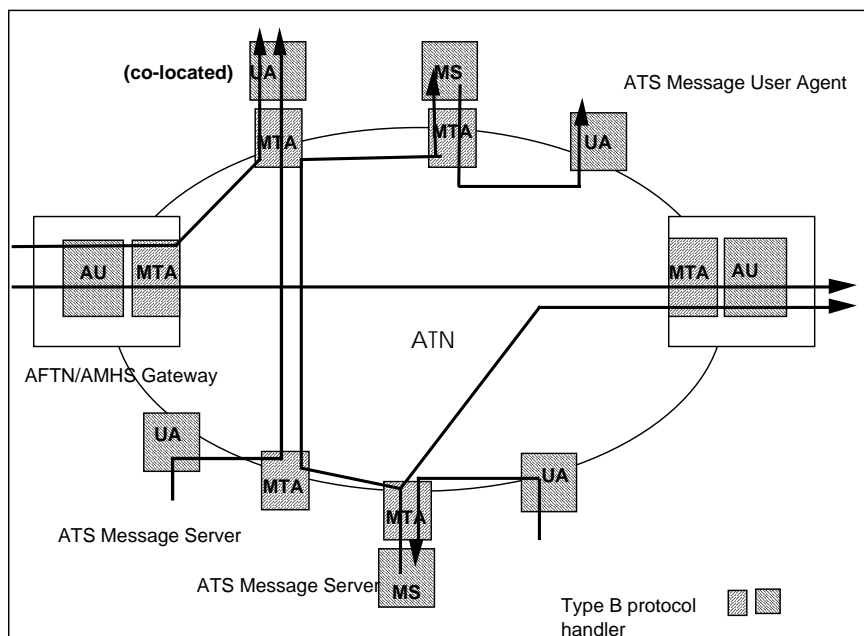 (co-located)
UA
MS
ATS Message User Agent
MTA
MTA
UA
AU
MTA
MTA
AU
ATN
AFTN/AMHS Gateway
UA
MTA
UA
MTA
ATS Message Server
ATS Message Server
MS
Type B protocol
handler